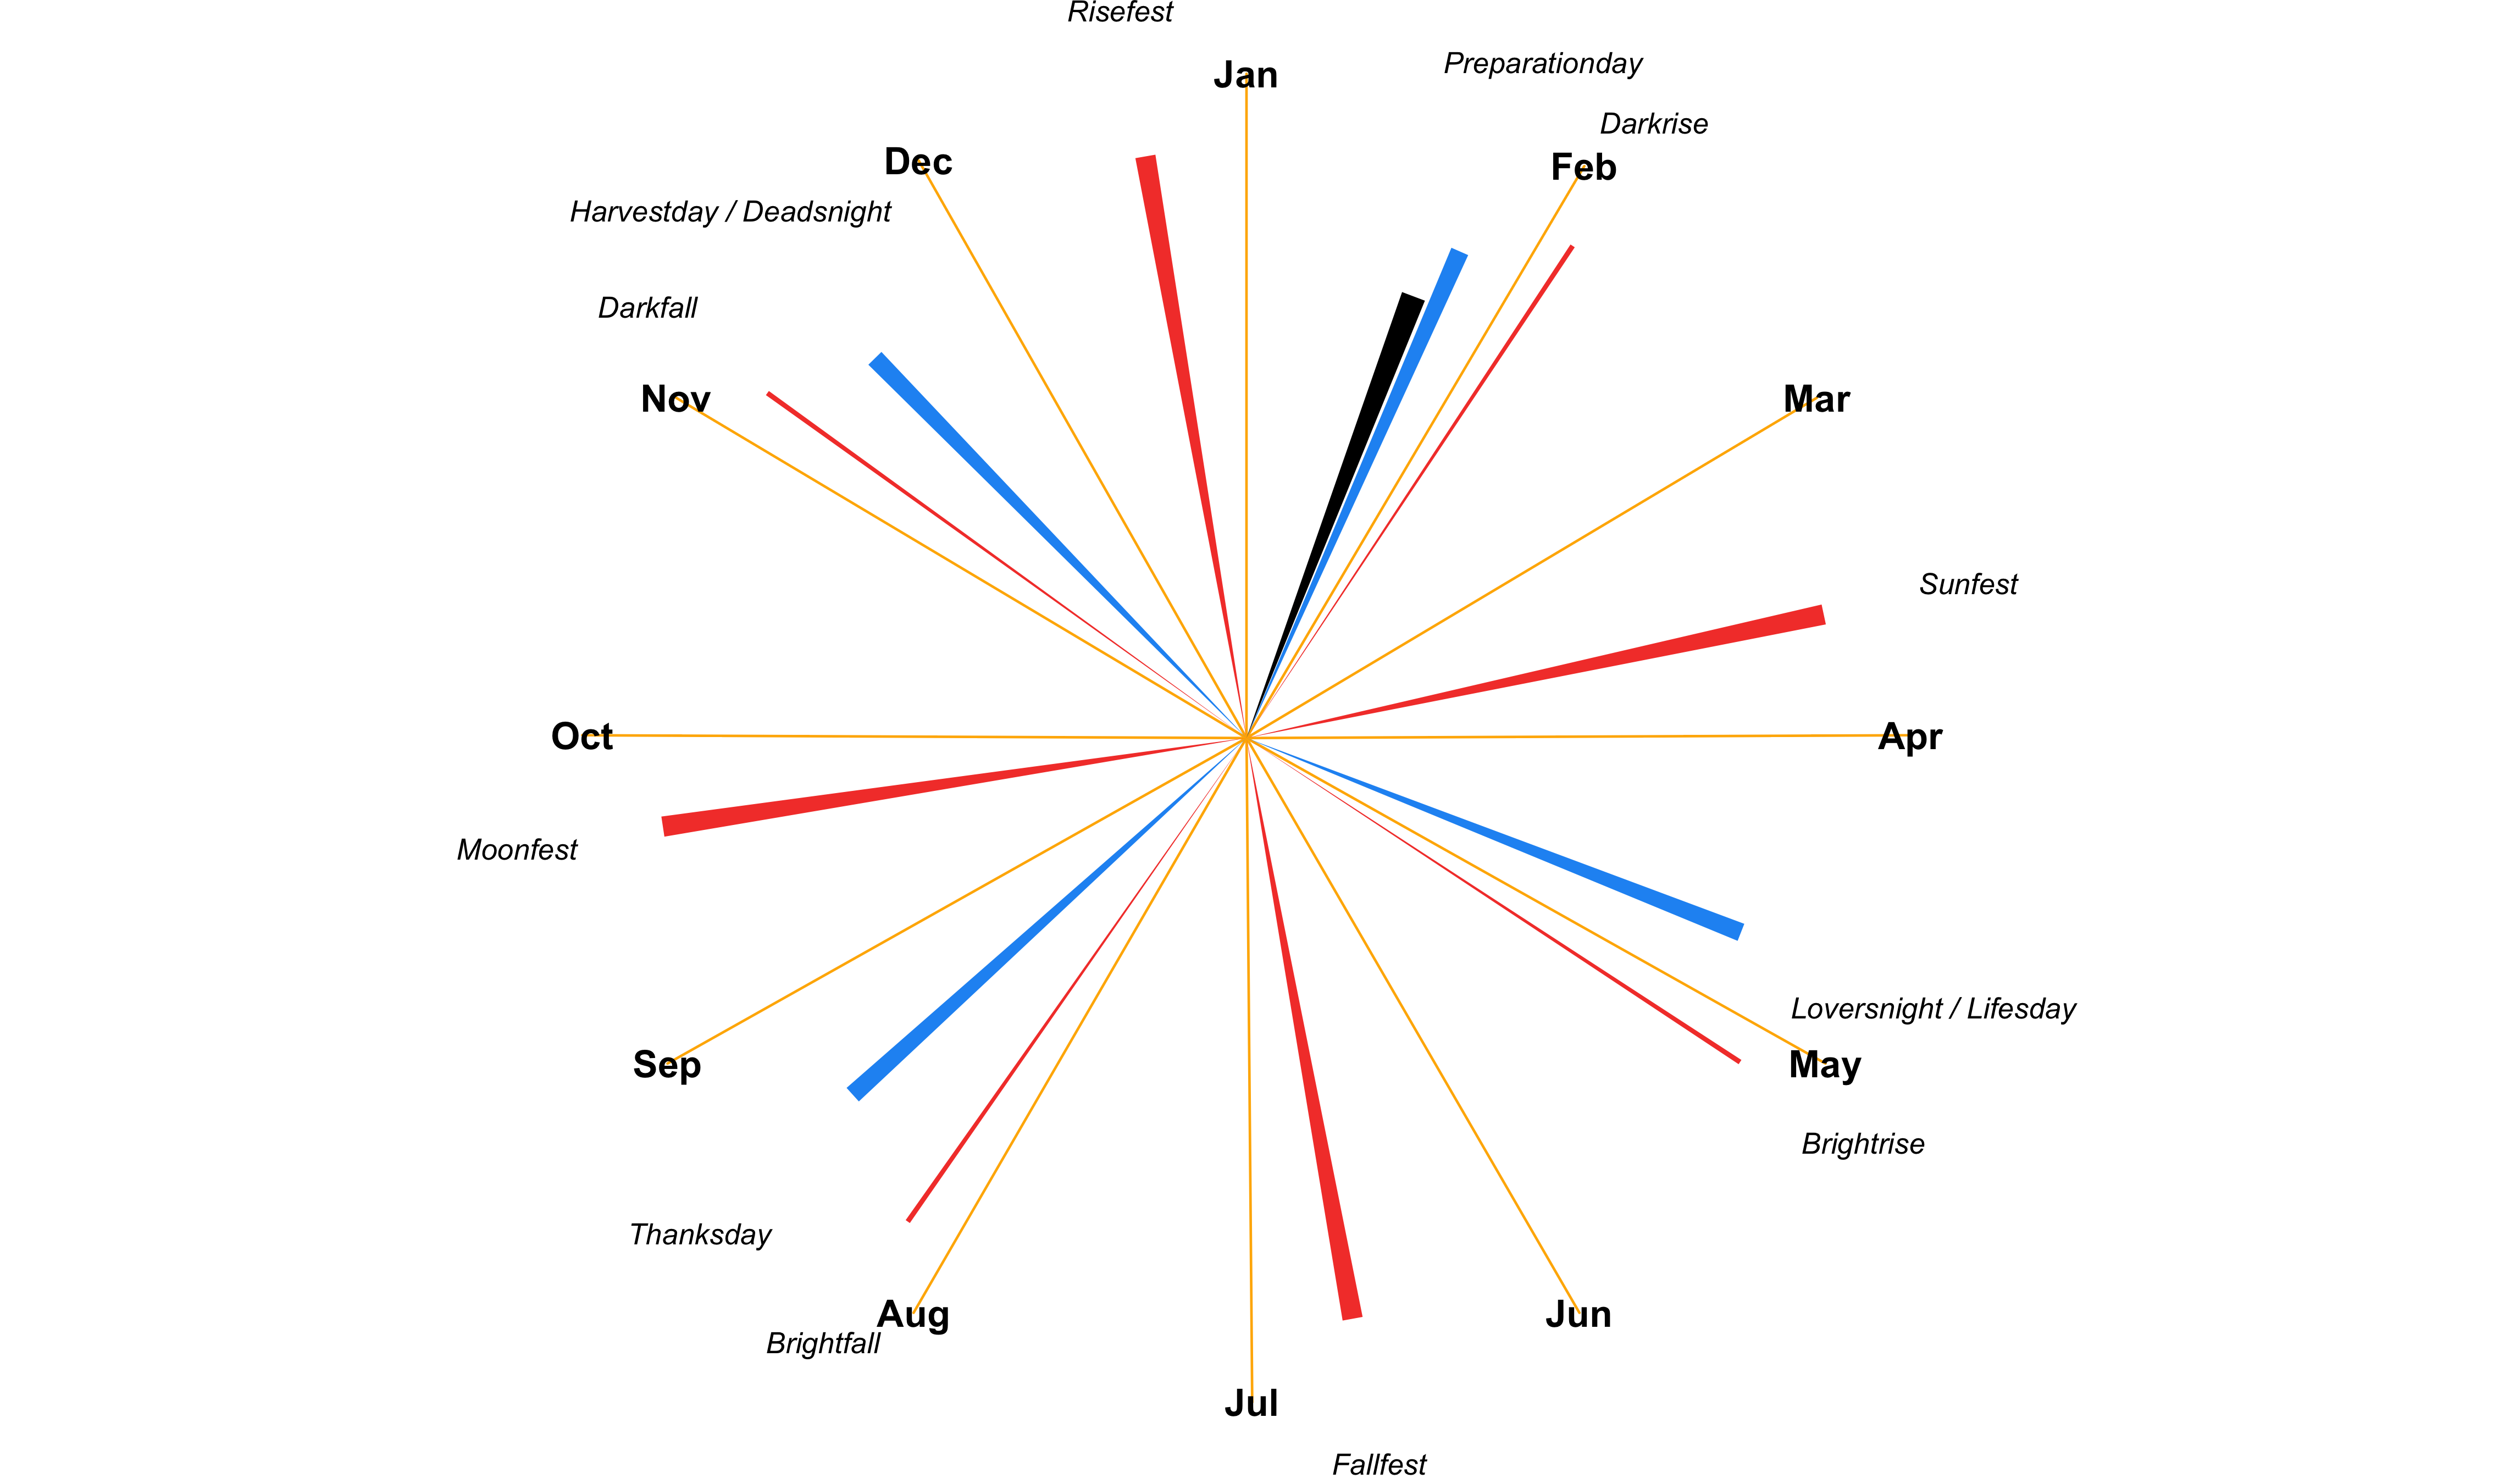 Risefest
Preparationday
Jan
Darkrise
Dec
Feb
Harvestday / Deadsnight
Darkfall
Nov
Mar
Sunfest
Oct
Apr
Moonfest
Loversnight / Lifesday
Sep
May
Brightrise
Thanksday
Aug
Jun
Brightfall
Jul
Fallfest